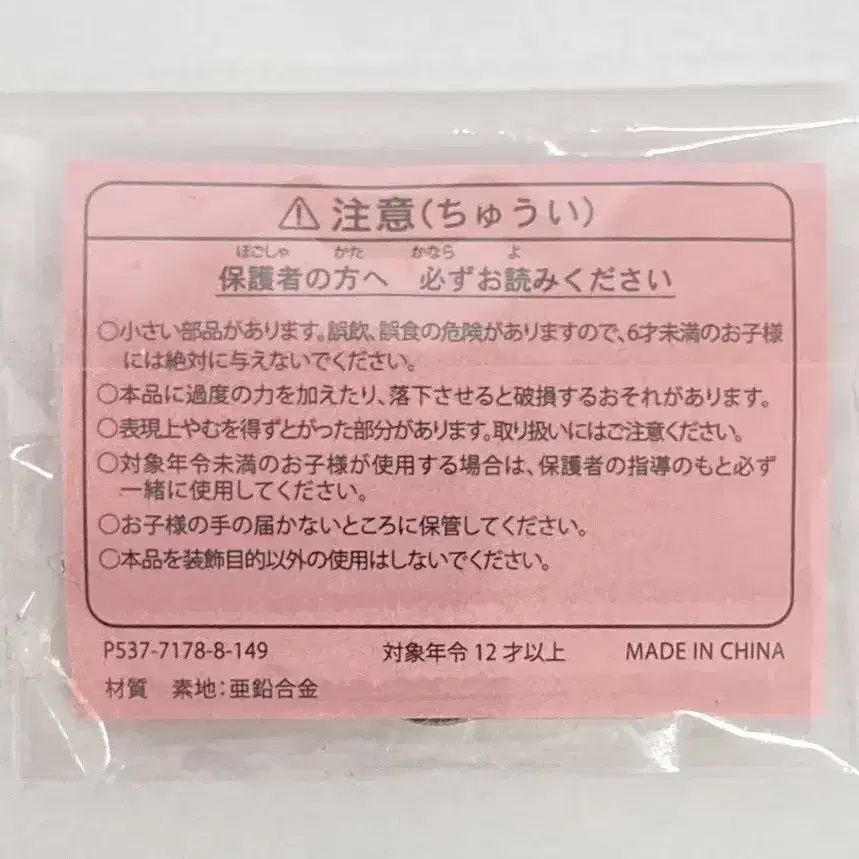 ⚠ 注意(ちゅうい)
ほごしゃ かた かなら よ
保護者の方へ 必ずお読みください
○小さい部品があります。誤飲、誤食の危険がありますので、6才未満のお子様
には絶対に与えないでください。
○本品に過度の力を加えたり、落下させると破損するおそれがあります。
○表現上やむを得ずとがった部分があります。取り扱いにはご注意ください。
○対象年令未満のお子様が使用する場合は、保護者の指導のもと必ず
一緒に使用してください。
○お子様の手の届かないところに保管してください。
○本品を装飾目的以外の使用はしないでください。
P537-7178-8-149 対象年令12才以上 MADE IN CHINA
材質 素地:亜鉛合金